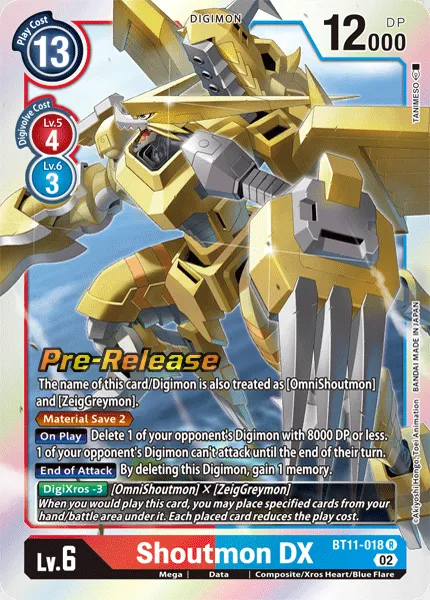 DIGIMON
Play Cost
13
DP
12000
Digivolve Cost
Lv.5
4
Lv.6
3
TANIMESO
Pre-Release
The name of this card/Digimon is also treated as [OmniShoutmon]
and [ZeigGreymon].
Material Save 2
On Play Delete 1 of your opponent's Digimon with 8000 DP or less.
1 of your opponent's Digimon can't attack until the end of their turn.
End of Attack By deleting this Digimon, gain 1 memory.
DigiXros -3 [OmniShoutmon] × [ZeigGreymon]
When you would play this card, you may place specified cards from your
hand/battle area under it. Each placed card reduces the play cost.
©Akiyoshi Hongo, Toei Animation BANDAI MADE IN JAPAN
Lv.6
Shoutmon DX
BT11-018 R
02
Mega Data Composite/Xros Heart/Blue Flare